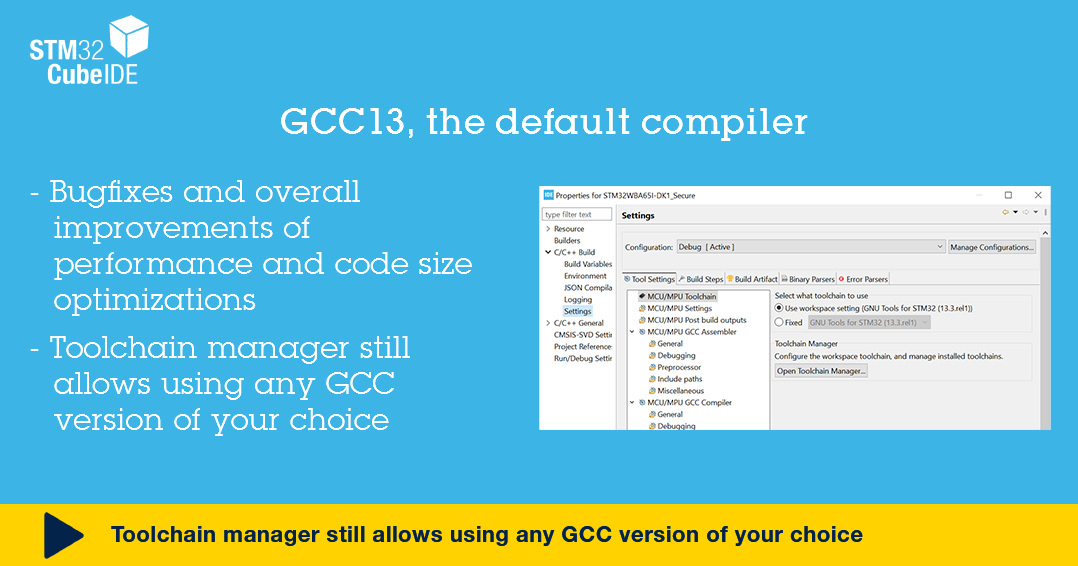 STM32
CubeIDE
GCC13, the default compiler
- Bugfixes and overall
improvements of
performance and code size
optimizations
- Toolchain manager still
allows using any GCC
version of your choice
IDE Properties for STM32WBA65I-DK1_Secure
type filter text
Resource
Builders
C/C++ Build
Build Variables
Environment
JSON Compila
Logging
Settings
C/C++ General
CMSIS-SVD Settin
Project Reference
Run/Debug Settin
Settings
Configuration: Debug [ Active ] Manage Configurations...
Tool Settings Build Steps Build Artifact Binary Parsers Error Parsers
MCU/MPU Toolchain
MCU/MPU Settings
MCU/MPU Post build outputs
MCU/MPU GCC Assembler
General
Debugging
Preprocessor
Include paths
Miscellaneous
MCU/MPU GCC Compiler
General
Debugging
Select what toolchain to use
Use workspace setting (GNU Tools for STM32 (13.3.rel1))
Fixed GNU Tools for STM32 (13.3.rel1)
Toolchain Manager
Configure the workspace toolchain, and manage installed toolchains.
Open Toolchain Manager...
Toolchain manager still allows using any GCC version of your choice